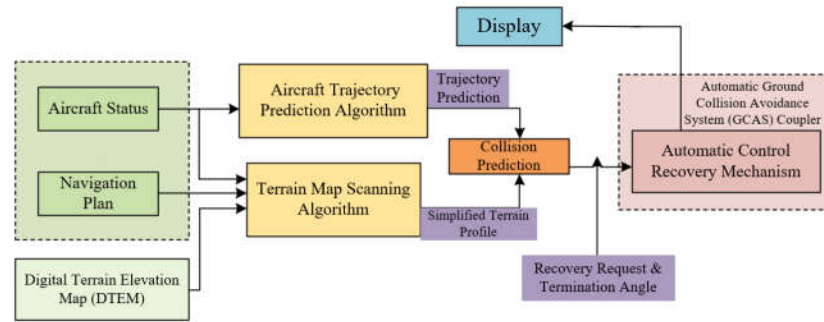 Display
Aircraft Status
Navigation
Plan
Digital Terrain Elevation
Map (DTEM)
Aircraft Trajectory
Prediction Algorithm
Trajectory
Prediction
Terrain Map Scanning
Algorithm
Simplified Terrain
Profile
Collision
Prediction
Recovery Request &
Termination Angle
Automatic Ground
Collision Avoidance
System (GCAS) Coupler
Automatic Control
Recovery Mechanism